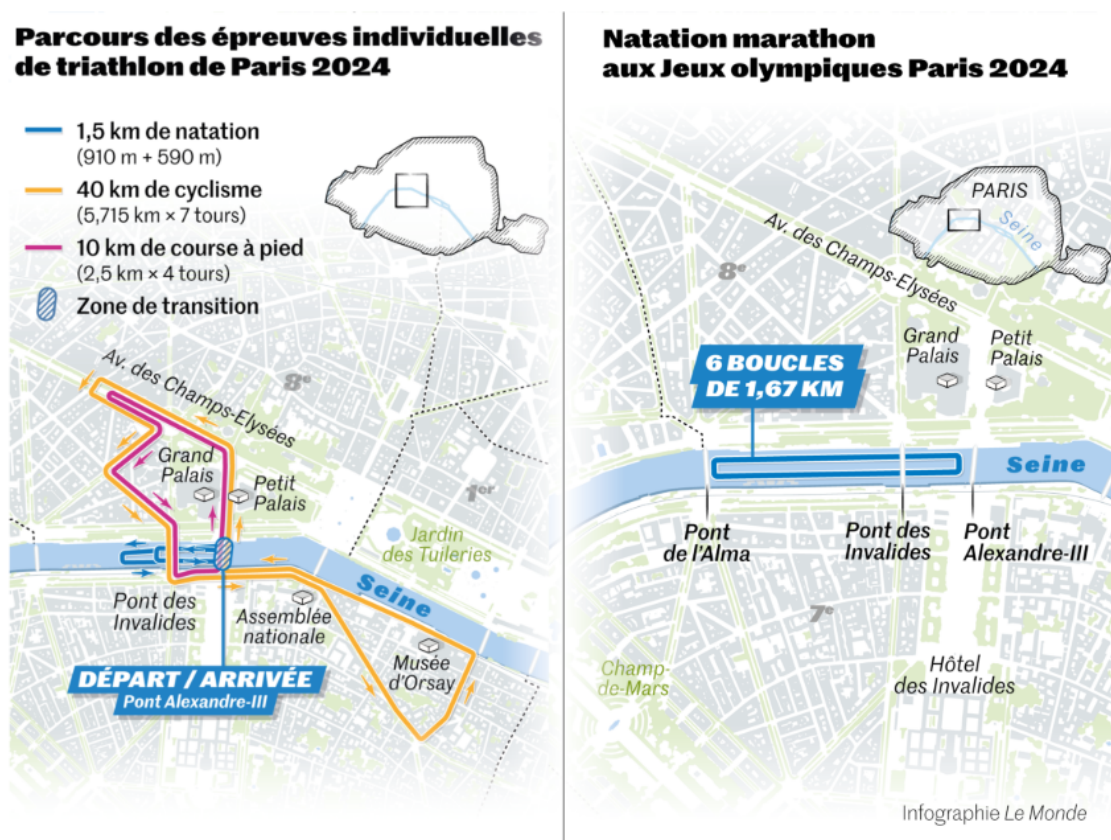 Parcours des épreuves individuelles
de triathlon de Paris 2024
1,5 km de natation
(910 m + 590 m)
40 km de cyclisme
(5,715 km × 7 tours)
10 km de course à pied
(2,5 km × 4 tours)
Zone de transition
Av. des Champs-Elysées
8e
Grand
Palais
Petit
Palais
1er
Jardin
des Tuileries
Seine
Pont des
Invalides
Assemblée
nationale
Musée
d'Orsay
DÉPART / ARRIVÉE
Pont Alexandre-III
Natation marathon
aux Jeux olympiques Paris 2024
PARIS
Seine
Av. des Champs-Elysées
8e
Grand
Palais
Petit
Palais
6 BOUCLES
DE 1,67 KM
Seine
Pont
de l'Alma
Pont des
Invalides
Pont
Alexandre-III
7e
Champ-
de-Mars
Hôtel
des Invalides
Infographie Le Monde